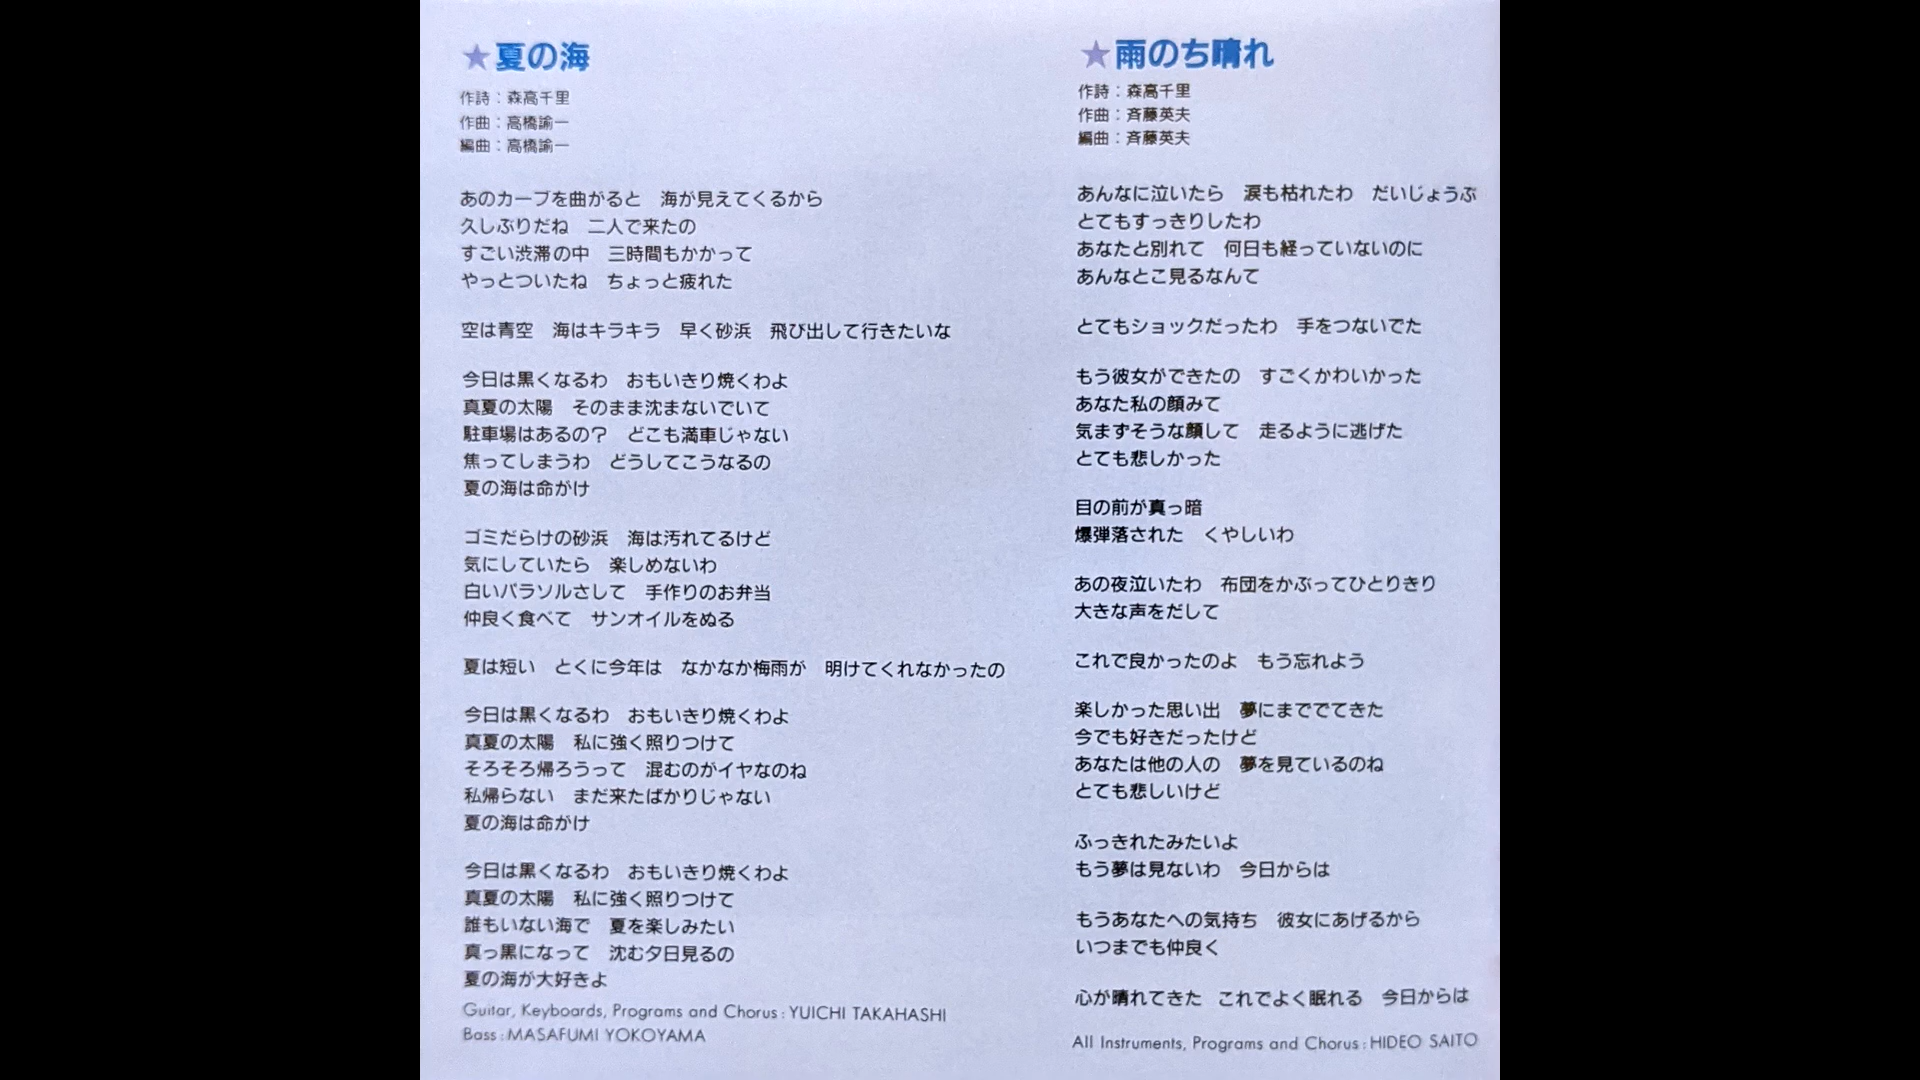 ★夏の海
作詩：森高千里
作曲：高橋諭一
編曲：高橋諭一
あのカーブを曲がると　海が見えてくるから
久しぶりだね　二人で来たの
すごい渋滞の中　三時間もかかって
やっとついたね　ちょっと疲れた
空は青空　海はキラキラ　早く砂浜　飛び出して行きたいな
今日は黒くなるわ　おもいきり焼くわよ
真夏の太陽　そのまま沈まないでいて
駐車場はあるの？　どこも満車じゃない
焦ってしまうわ　どうしてこうなるの
夏の海は命がけ
ゴミだらけの砂浜　海は汚れてるけど
気にしていたら　楽しめないわ
白いパラソルさして　手作りのお弁当
仲良く食べて　サンオイルをぬる
夏は短い　とくに今年は　なかなか梅雨が　明けてくれなかったの
今日は黒くなるわ　おもいきり焼くわよ
真夏の太陽　私に強く照りつけて
そろそろ帰ろうって　混むのがイヤなのね
私帰らない　まだ来たばかりじゃない
夏の海は命がけ
今日は黒くなるわ　おもいきり焼くわよ
真夏の太陽　私に強く照りつけて
誰もいない海で　夏を楽しみたい
真っ黒になって　沈む夕日見るの
夏の海が大好きよ
Guitar, Keyboards, Programs and Chorus : YUICHI TAKAHASHI
Bass : MASAFUMI YOKOYAMA
★雨のち晴れ
作詩：森高千里
作曲：斉藤英夫
編曲：斉藤英夫
あんなに泣いたら　涙も枯れたわ　だいじょうぶ
とてもすっきりしたわ
あなたと別れて　何日も経っていないのに
あんなとこ見るなんて
とてもショックだったわ　手をつないでた
もう彼女ができたの　すごくかわいかった
あなた私の顔みて
気まずそうな顔して　走るように逃げた
とても悲しかった
目の前が真っ暗
爆弾落された　くやしいわ
あの夜泣いたわ　布団をかぶってひとりきり
大きな声をだして
これで良かったのよ　もう忘れよう
楽しかった思い出　夢にまででてきた
今でも好きだったけど
あなたは他の人の　夢を見ているのね
とても悲しいけど
ふっきれたみたいよ
もう夢は見ないわ　今日からは
もうあなたへの気持ち　彼女にあげるから
いつまでも仲良く
心が晴れてきた　これでよく眠れる　今日からは
All Instruments, Programs and Chorus : HIDEO SAITO